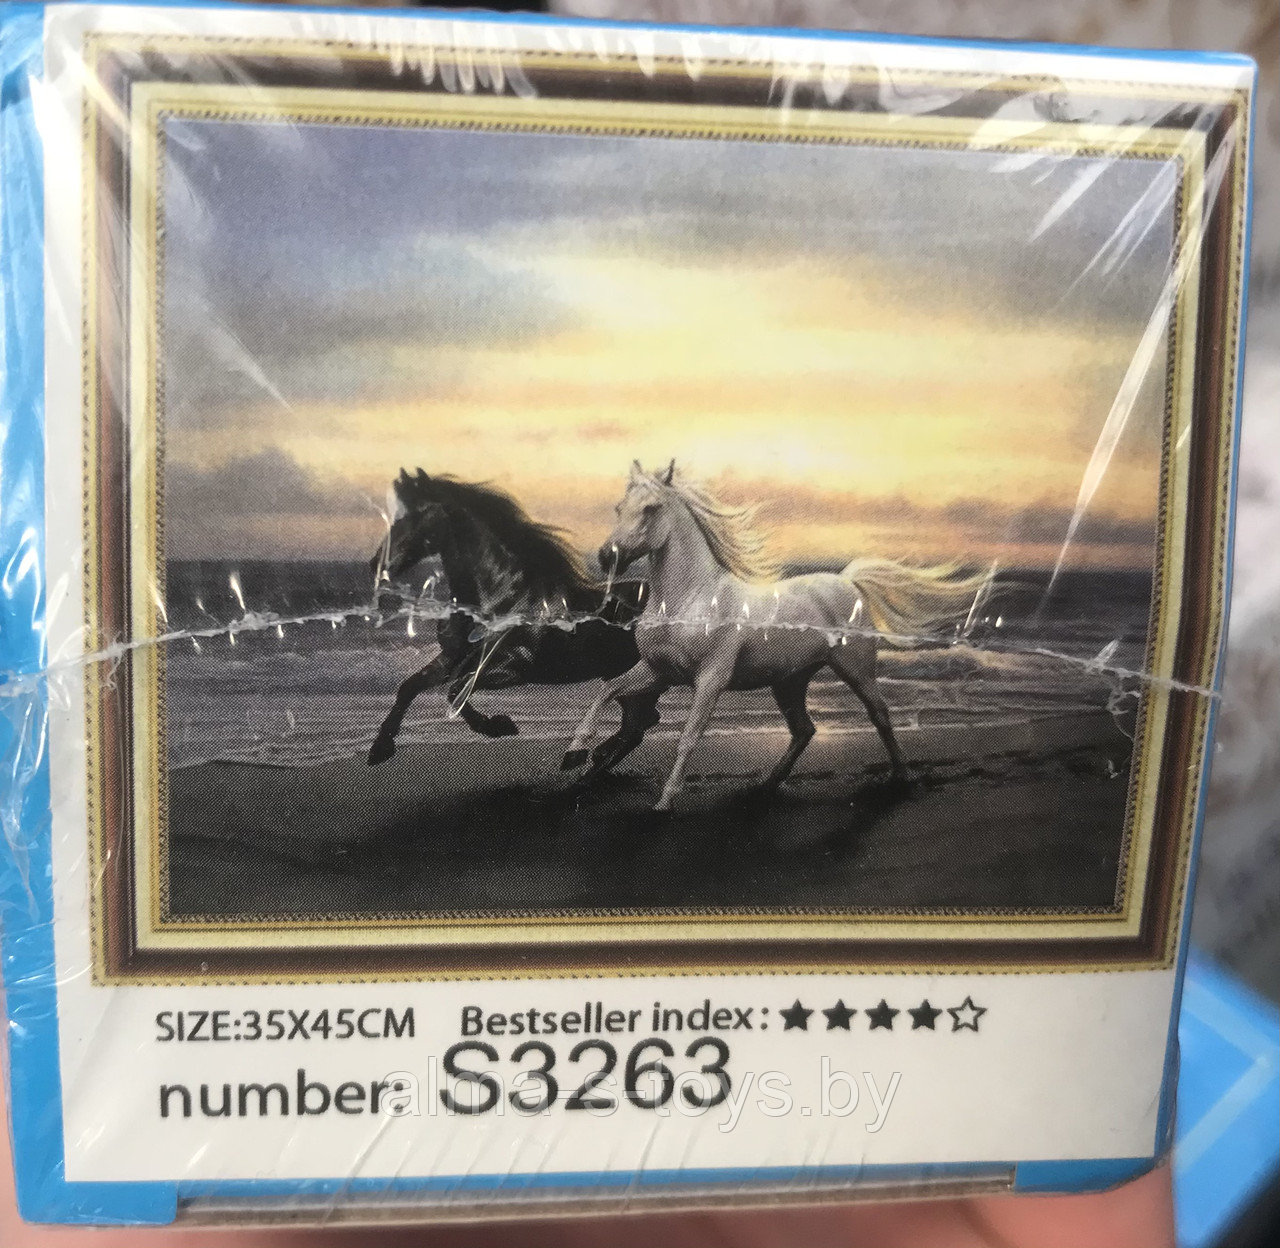 SIZE:35X45CM Bestseller index:★★★★☆
number: S3263
alma-s-toys.by